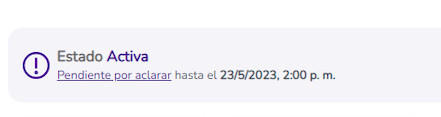 Estado Activa
Pendiente por aclarar hasta el 23/5/2023, 2:00 p. m.